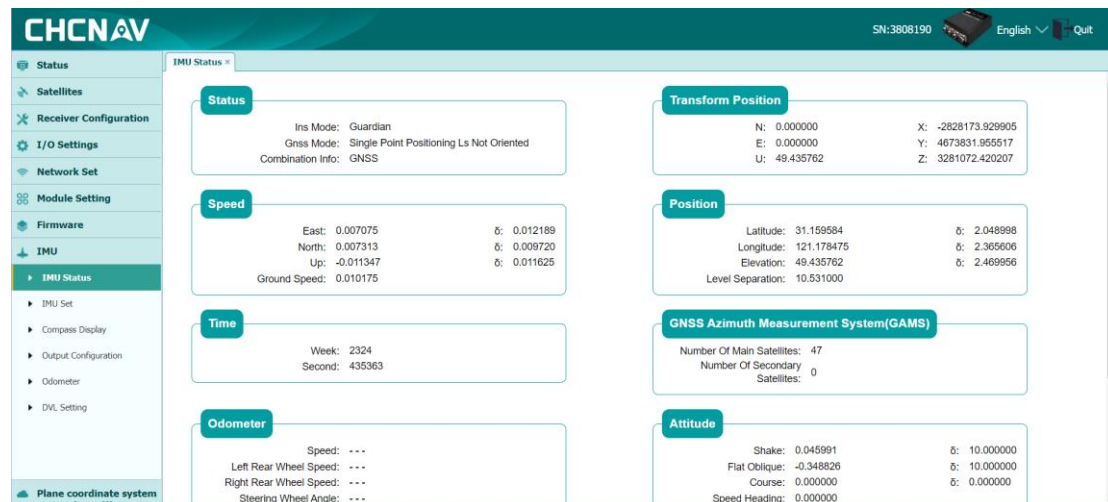 CHCNAV
SN:3808190
English
Quit
Status
Satellites
Receiver Configuration
I/O Settings
Network Set
Module Setting
Firmware
IMU
IMU Status
IMU Set
Compass Display
Output Configuration
Odometer
DVL Setting
Plane coordinate system
IMU Status ×
Status
Ins Mode: Guardian
Gnss Mode: Single Point Positioning Ls Not Oriented
Combination Info: GNSS
Transform Position
N: 0.000000 X: -2828173.929905
E: 0.000000 Y: 4673831.955517
U: 49.435762 Z: 3281072.420207
Speed
East: 0.007075 δ: 0.012189
North: 0.007313 δ: 0.009720
Up: -0.011347 δ: 0.011625
Ground Speed: 0.010175
Position
Latitude: 31.159584 δ: 2.048998
Longitude: 121.178475 δ: 2.365606
Elevation: 49.435762 δ: 2.469956
Level Separation: 10.531000
Time
Week: 2324
Second: 435363
GNSS Azimuth Measurement System(GAMS)
Number Of Main Satellites: 47
Number Of Secondary
Satellites: 0
Odometer
Speed: ---
Left Rear Wheel Speed: ---
Right Rear Wheel Speed: ---
Steering Wheel Angle: ---
Attitude
Shake: 0.045991 δ: 10.000000
Flat Oblique: -0.348826 δ: 10.000000
Course: 0.000000 δ: 0.000000
Speed Heading: 0.000000